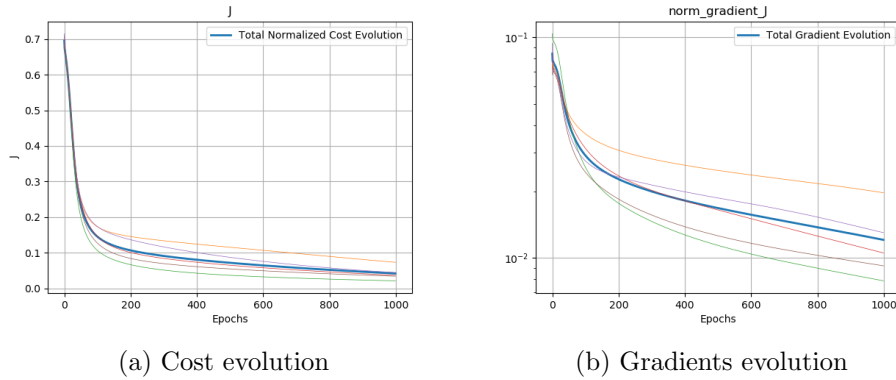 J
Total Normalized Cost Evolution
0.7
0.6
0.5
0.4
0.3
0.2
0.1
0.0
J
0 200 400 600 800 1000
Epochs
(a) Cost evolution
norm_gradient_J
Total Gradient Evolution
10⁻¹
10⁻²
0 200 400 600 800 1000
Epochs
(b) Gradients evolution